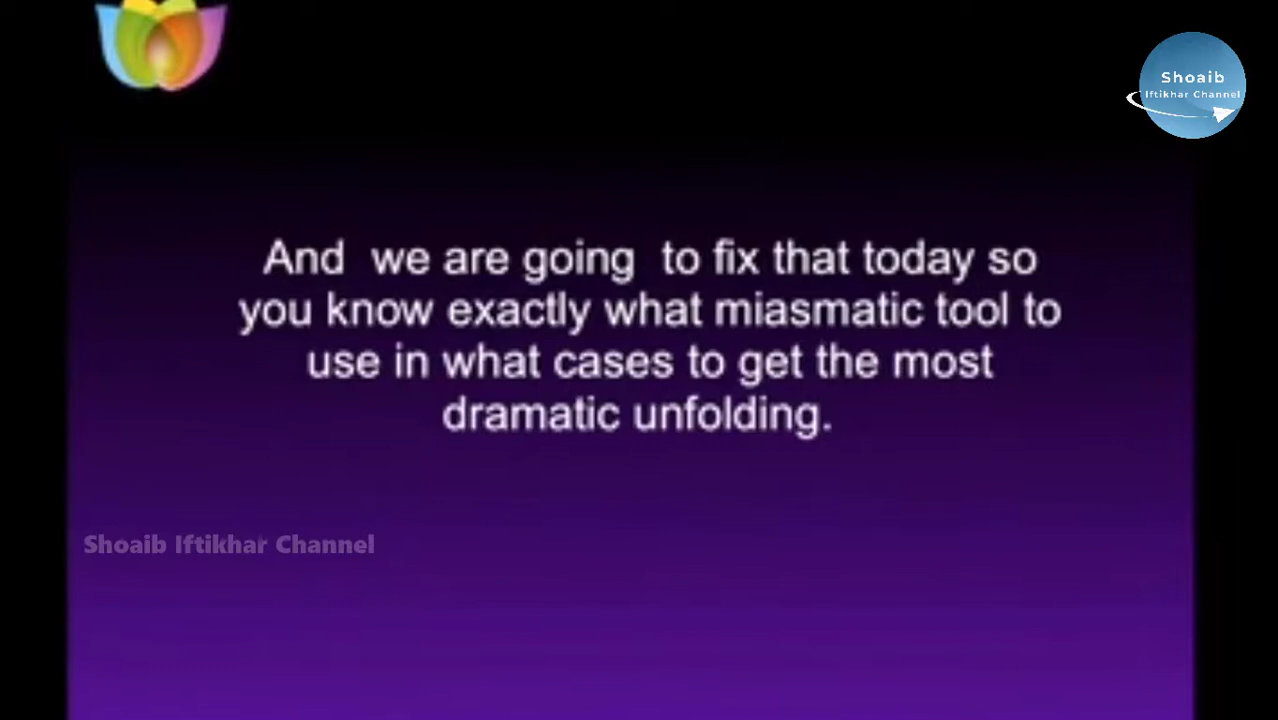 Shoaib
Iftikhar Channel
And we are going to fix that today so
you know exactly what miasmatic tool to
use in what cases to get the most
dramatic unfolding.
Shoaib Iftikhar Channel